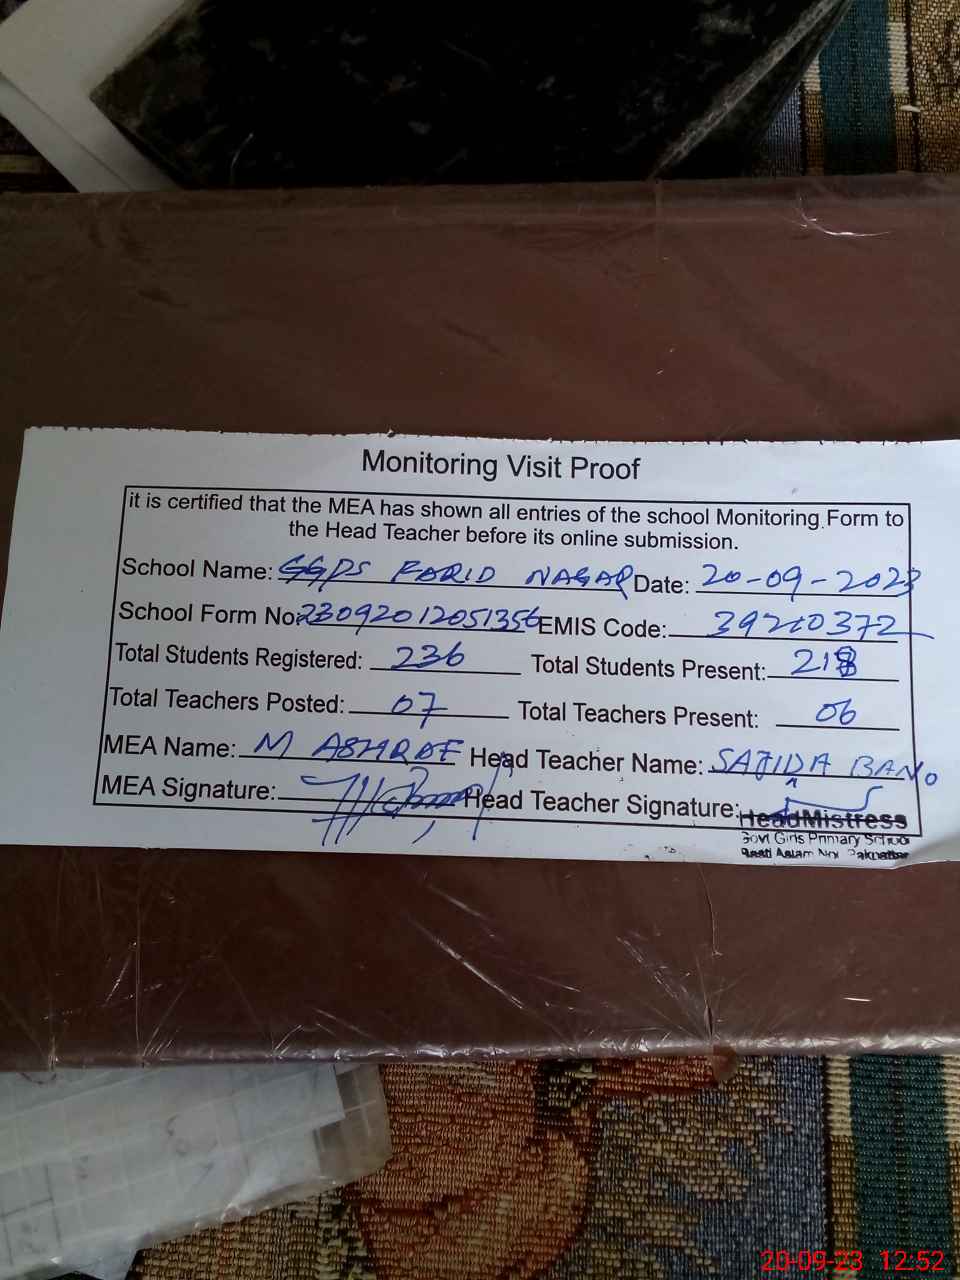 Monitoring Visit Proof
it is certified that the MEA has shown all entries of the school Monitoring Form to
the Head Teacher before its online submission.
School Name: GGPS FARID NAGAR Date: 20-09-2023
School Form No: 23092012051356 EMIS Code: 39210372
Total Students Registered: 236 Total Students Present: 218
Total Teachers Posted: 07 Total Teachers Present: 06
MEA Name: M ASHRAF Head Teacher Name: SAJIDA BANO
MEA Signature: Head Teacher Signature:
HeadMistress
Govt Girls Primary School
20-09-23 12:52